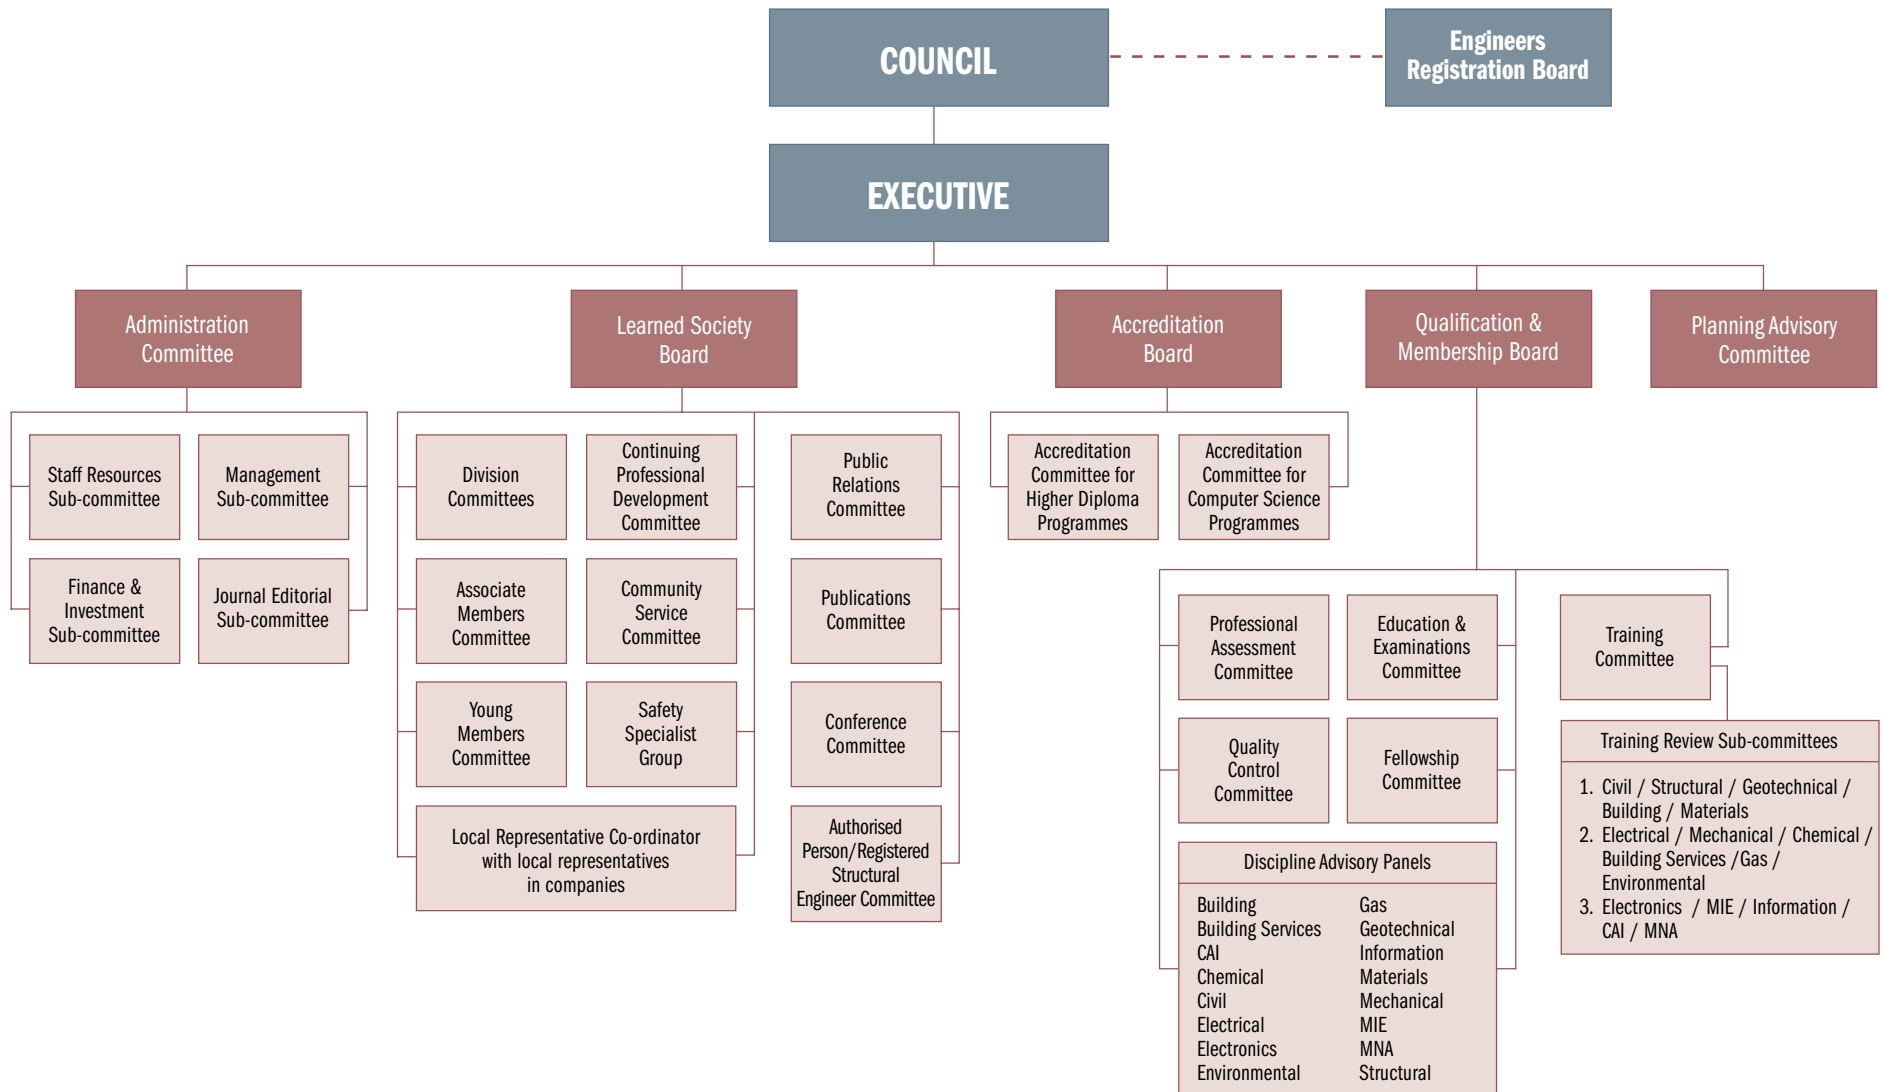 COUNCIL
Engineers
Registration Board
EXECUTIVE
Administration
Committee
Learned Society
Board
Accreditation
Board
Qualification &
Membership Board
Planning Advisory
Committee
Staff Resources
Sub-committee
Management
Sub-committee
Finance &
Investment
Sub-committee
Journal Editorial
Sub-committee
Division
Committees
Continuing
Professional
Development
Committee
Public
Relations
Committee
Associate
Members
Committee
Community
Service
Committee
Publications
Committee
Young
Members
Committee
Safety
Specialist
Group
Conference
Committee
Local Representative Co-ordinator
with local representatives
in companies
Authorised
Person/Registered
Structural
Engineer Committee
Accreditation
Committee for
Higher Diploma
Programmes
Accreditation
Committee for
Computer Science
Programmes
Professional
Assessment
Committee
Education &
Examinations
Committee
Training
Committee
Quality
Control
Committee
Fellowship
Committee
Discipline Advisory Panels
Building
Building Services
CAI
Chemical
Civil
Electrical
Electronics
Environmental
Gas
Geotechnical
Information
Materials
Mechanical
MIE
MNA
Structural
Training Review Sub-committees
1. Civil / Structural / Geotechnical /
Building / Materials
2. Electrical / Mechanical / Chemical /
Building Services /Gas /
Environmental
3. Electronics / MIE / Information /
CAI / MNA